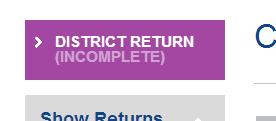 DISTRICT RETURN
(INCOMPLETE)
C
Show Returns